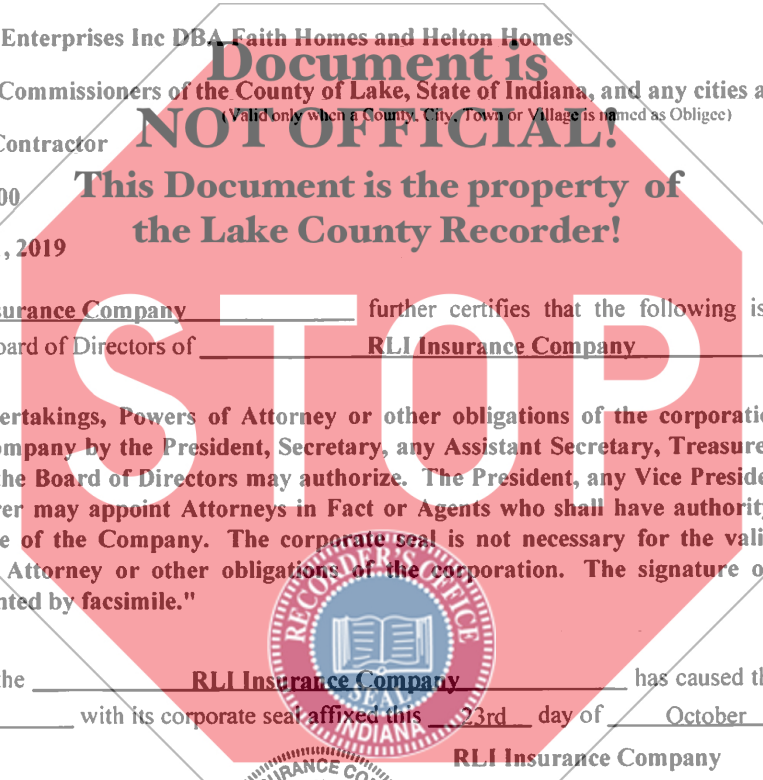 Enterprises Inc DBA Faith Homes and Helton Homes
Document is
Commissioners of the County of Lake, State of Indiana, and any cities a
(Valid only when a County, City, Town or Village is named as Obligee)
NOT OFFICIAL!
Contractor
This Document is the property of
00
the Lake County Recorder!
, 2019
STOP
surance Company further certifies that the following is
oard of Directors of RLI Insurance Company
ertakings, Powers of Attorney or other obligations of the corporatio
ompany by the President, Secretary, any Assistant Secretary, Treasure
the Board of Directors may authorize. The President, any Vice Preside
rer may appoint Attorneys in Fact or Agents who shall have authority
e of the Company. The corporate seal is not necessary for the vali
Attorney or other obligations of the corporation. The signature o
nted by facsimile."
RECORDER'S OFFICE
the RLI Insurance Company has caused th
SEAL
with its corporate seal affixed this 23rd day of October
INDIANA
RLI Insurance Company
URANCE CO